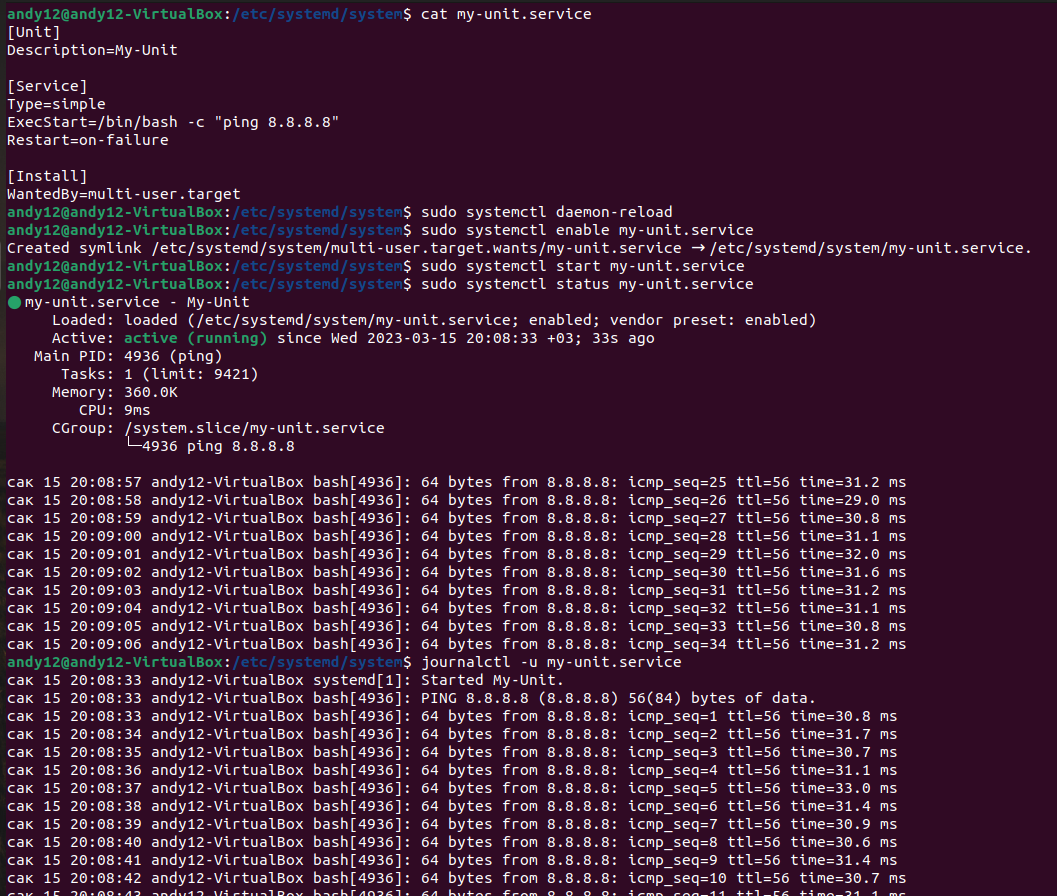 andy12@andy12-VirtualBox:/etc/systemd/system$ cat my-unit.service
[Unit]
Description=My-Unit

[Service]
Type=simple
ExecStart=/bin/bash -c "ping 8.8.8.8"
Restart=on-failure

[Install]
WantedBy=multi-user.target
andy12@andy12-VirtualBox:/etc/systemd/system$ sudo systemctl daemon-reload
andy12@andy12-VirtualBox:/etc/systemd/system$ sudo systemctl enable my-unit.service
Created symlink /etc/systemd/system/multi-user.target.wants/my-unit.service → /etc/systemd/system/my-unit.service.
andy12@andy12-VirtualBox:/etc/systemd/system$ sudo systemctl start my-unit.service
andy12@andy12-VirtualBox:/etc/systemd/system$ sudo systemctl status my-unit.service
● my-unit.service - My-Unit
     Loaded: loaded (/etc/systemd/system/my-unit.service; enabled; vendor preset: enabled)
     Active: active (running) since Wed 2023-03-15 20:08:33 +03; 33s ago
   Main PID: 4936 (ping)
      Tasks: 1 (limit: 9421)
     Memory: 360.0K
        CPU: 9ms
     CGroup: /system.slice/my-unit.service
             └─4936 ping 8.8.8.8

сак 15 20:08:57 andy12-VirtualBox bash[4936]: 64 bytes from 8.8.8.8: icmp_seq=25 ttl=56 time=31.2 ms
сак 15 20:08:58 andy12-VirtualBox bash[4936]: 64 bytes from 8.8.8.8: icmp_seq=26 ttl=56 time=29.0 ms
сак 15 20:08:59 andy12-VirtualBox bash[4936]: 64 bytes from 8.8.8.8: icmp_seq=27 ttl=56 time=30.8 ms
сак 15 20:09:00 andy12-VirtualBox bash[4936]: 64 bytes from 8.8.8.8: icmp_seq=28 ttl=56 time=31.1 ms
сак 15 20:09:01 andy12-VirtualBox bash[4936]: 64 bytes from 8.8.8.8: icmp_seq=29 ttl=56 time=32.0 ms
сак 15 20:09:02 andy12-VirtualBox bash[4936]: 64 bytes from 8.8.8.8: icmp_seq=30 ttl=56 time=31.6 ms
сак 15 20:09:03 andy12-VirtualBox bash[4936]: 64 bytes from 8.8.8.8: icmp_seq=31 ttl=56 time=31.2 ms
сак 15 20:09:04 andy12-VirtualBox bash[4936]: 64 bytes from 8.8.8.8: icmp_seq=32 ttl=56 time=31.1 ms
сак 15 20:09:05 andy12-VirtualBox bash[4936]: 64 bytes from 8.8.8.8: icmp_seq=33 ttl=56 time=30.8 ms
сак 15 20:09:06 andy12-VirtualBox bash[4936]: 64 bytes from 8.8.8.8: icmp_seq=34 ttl=56 time=31.2 ms
andy12@andy12-VirtualBox:/etc/systemd/system$ journalctl -u my-unit.service
сак 15 20:08:33 andy12-VirtualBox systemd[1]: Started My-Unit.
сак 15 20:08:33 andy12-VirtualBox bash[4936]: PING 8.8.8.8 (8.8.8.8) 56(84) bytes of data.
сак 15 20:08:33 andy12-VirtualBox bash[4936]: 64 bytes from 8.8.8.8: icmp_seq=1 ttl=56 time=30.8 ms
сак 15 20:08:34 andy12-VirtualBox bash[4936]: 64 bytes from 8.8.8.8: icmp_seq=2 ttl=56 time=31.7 ms
сак 15 20:08:35 andy12-VirtualBox bash[4936]: 64 bytes from 8.8.8.8: icmp_seq=3 ttl=56 time=30.7 ms
сак 15 20:08:36 andy12-VirtualBox bash[4936]: 64 bytes from 8.8.8.8: icmp_seq=4 ttl=56 time=31.1 ms
сак 15 20:08:37 andy12-VirtualBox bash[4936]: 64 bytes from 8.8.8.8: icmp_seq=5 ttl=56 time=33.0 ms
сак 15 20:08:38 andy12-VirtualBox bash[4936]: 64 bytes from 8.8.8.8: icmp_seq=6 ttl=56 time=31.4 ms
сак 15 20:08:39 andy12-VirtualBox bash[4936]: 64 bytes from 8.8.8.8: icmp_seq=7 ttl=56 time=30.9 ms
сак 15 20:08:40 andy12-VirtualBox bash[4936]: 64 bytes from 8.8.8.8: icmp_seq=8 ttl=56 time=30.6 ms
сак 15 20:08:41 andy12-VirtualBox bash[4936]: 64 bytes from 8.8.8.8: icmp_seq=9 ttl=56 time=31.4 ms
сак 15 20:08:42 andy12-VirtualBox bash[4936]: 64 bytes from 8.8.8.8: icmp_seq=10 ttl=56 time=30.7 ms
сак 15 20:08:43 andy12-VirtualBox bash[4936]: 64 bytes from 8.8.8.8: icmp_seq=11 ttl=56 time=31.1 ms